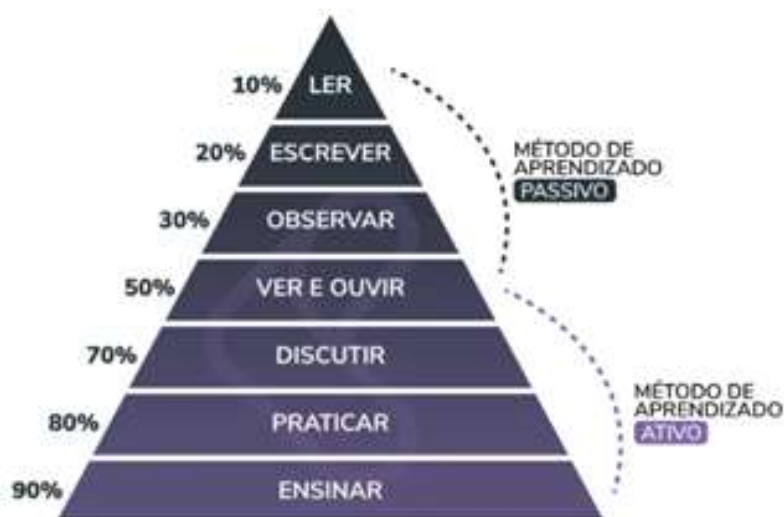 10% LER
20% ESCREVER
30% OBSERVAR
50% VER E OUVIR
70% DISCUTIR
80% PRATICAR
90% ENSINAR
MÉTODO DE
APRENDIZADO
PASSIVO
MÉTODO DE
APRENDIZADO
ATIVO